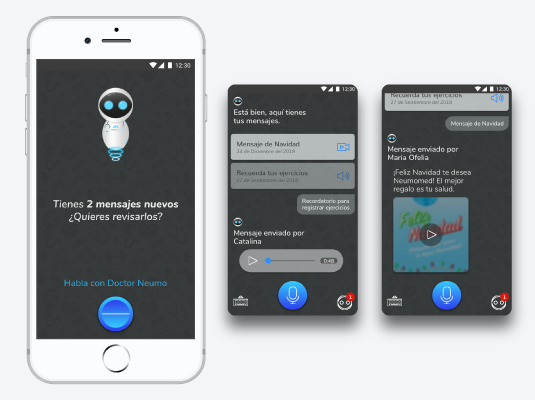 12:30
Tienes 2 mensajes nuevos
¿Quieres revisarlos?
Habla con Doctor Neumo
12:30
Está bien, aquí tienes
tus mensajes.
Mensaje de Navidad
24 de Diciembre del 2018
Recuerda tus ejercicios
27 de Septiembre del 2018
Recordatorio para
registrar ejercicios
Mensaje enviado por
Catalina
0:48
1
12:30
Recuerda tus ejercicios
27 de Septiembre del 2018
Mensaje de Navidad
Mensaje enviado por
Maria Ofelia
¡Feliz Navidad te desea
Neumomed! El mejor
regalo es tu salud.
Feliz
Navidad
1